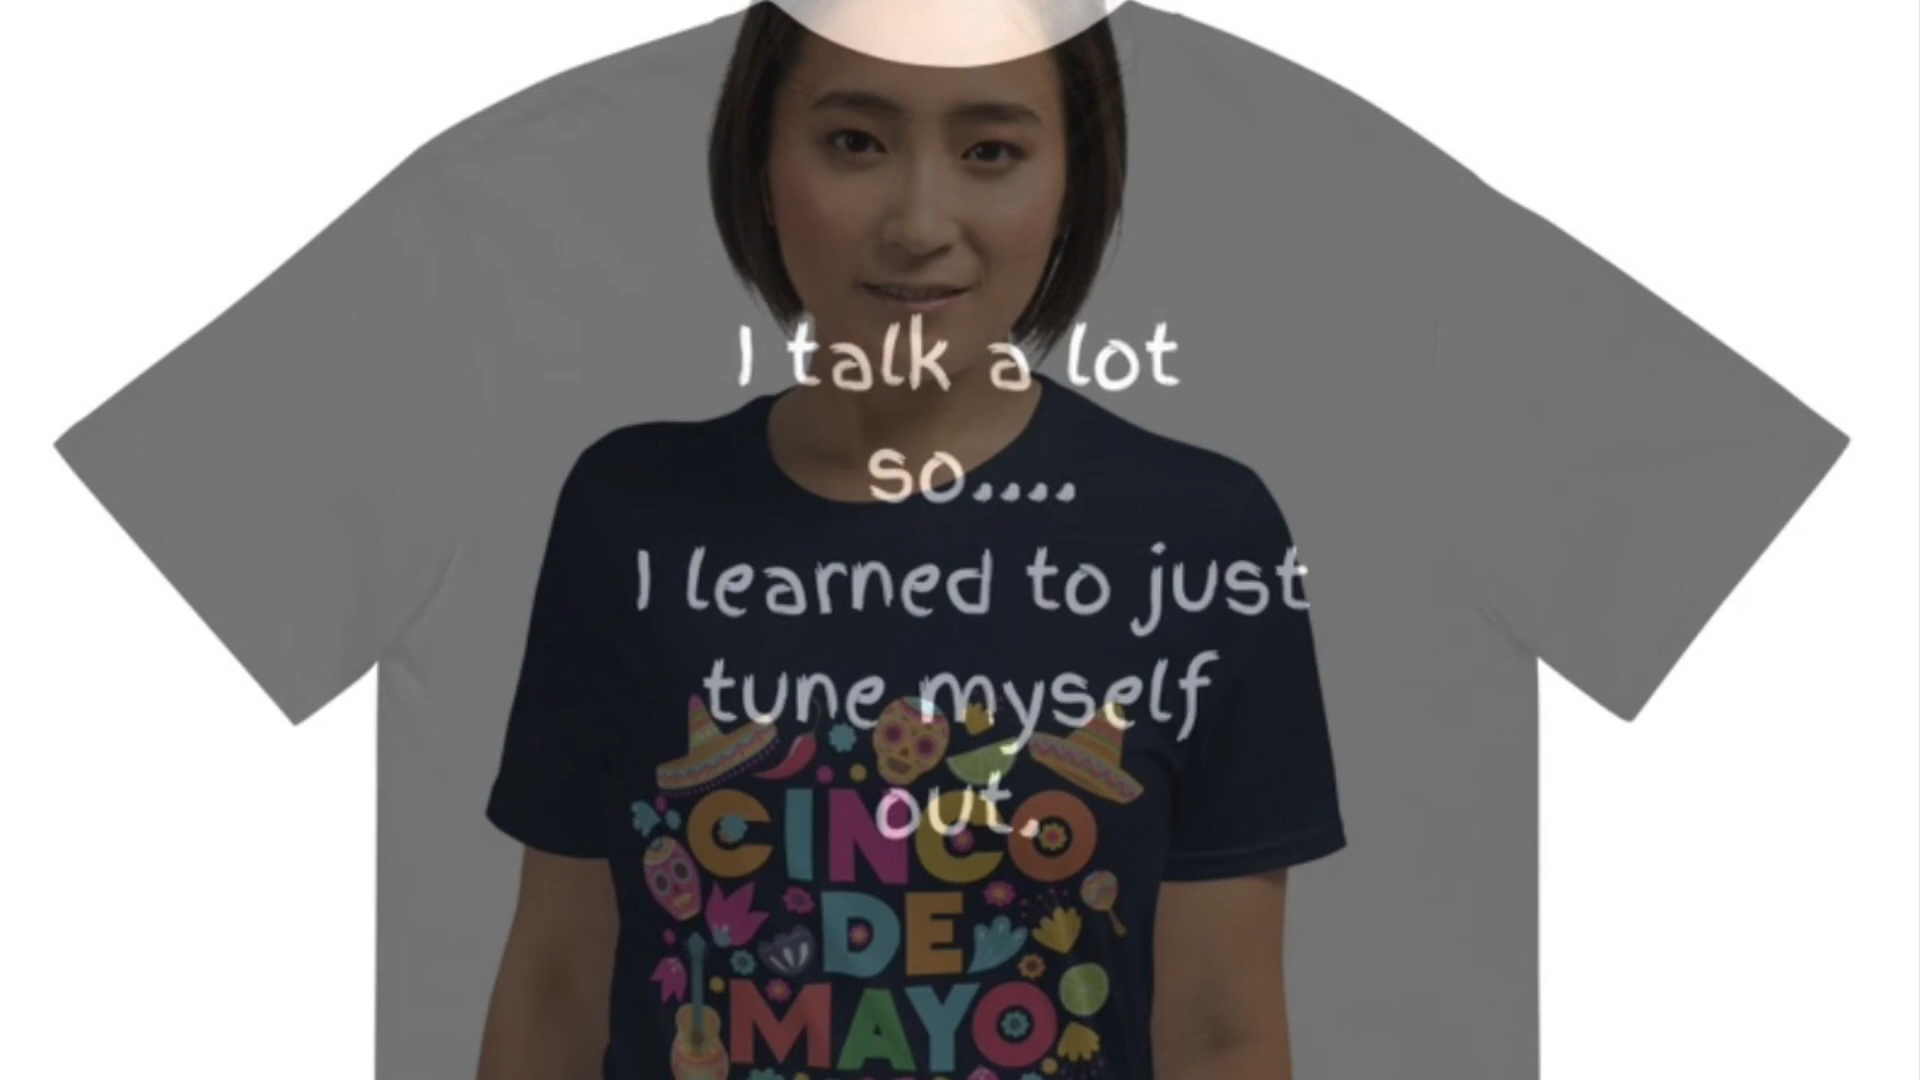 I talk a lot
so....
I learned to just
tune myself
out.
CINCO
DE
MAYO